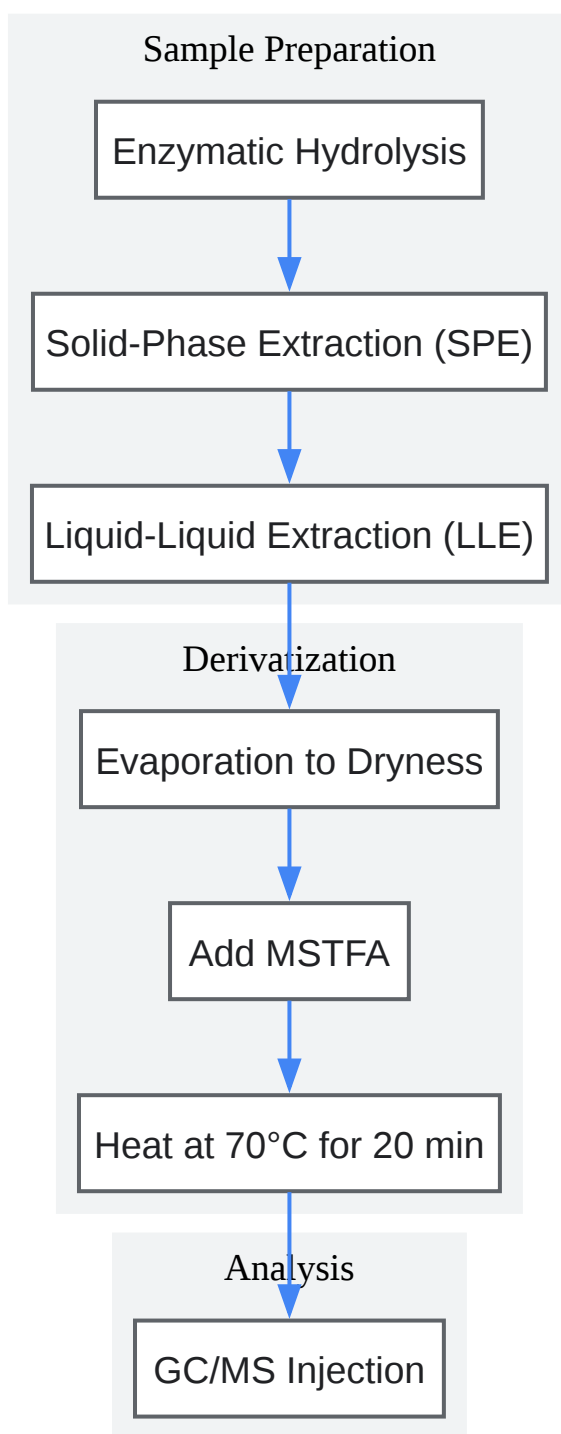 Sample Preparation
Enzymatic Hydrolysis
Solid-Phase Extraction (SPE)
Liquid-Liquid Extraction (LLE)
Derivatization
Evaporation to Dryness
Add MSTFA
Heat at 70°C for 20 min
Analysis
GC/MS Injection